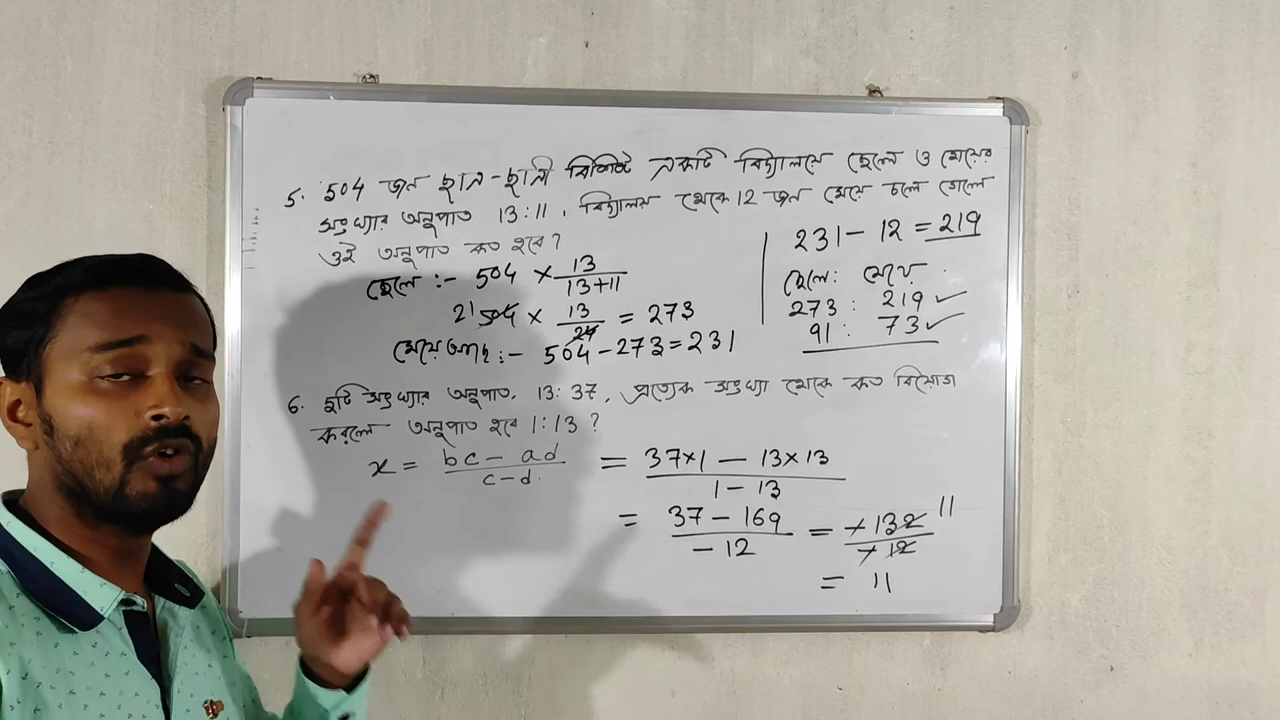 5. 504 জন ছাত্র-ছাত্রী বিশিষ্ট একটি বিদ্যালয়ে ছেলে ও মেয়ের
সংখ্যার অনুপাত 13:11, বিদ্যালয় থেকে 12 জন মেয়ে চলে গেলে
ওই অনুপাত কত হবে?
ছেলে :- 504 × 13/(13+11)
21 504 × 13/24 = 273
মেয়ে আছে :- 504 - 273 = 231
231 - 12 = 219
ছেলে: মেয়ে
273 : 219 ✓
91 : 73 ✓
6. দুটি সংখ্যার অনুপাত 13:37, প্রত্যেক সংখ্যা থেকে কত বিয়োগ
করলে অনুপাত হবে 1:13?
x = (bc - ad)/(c - d) = (37×1 - 13×13)/(1 - 13)
= (37 - 169)/(-12) = (-132)/(-12) 11
= 11